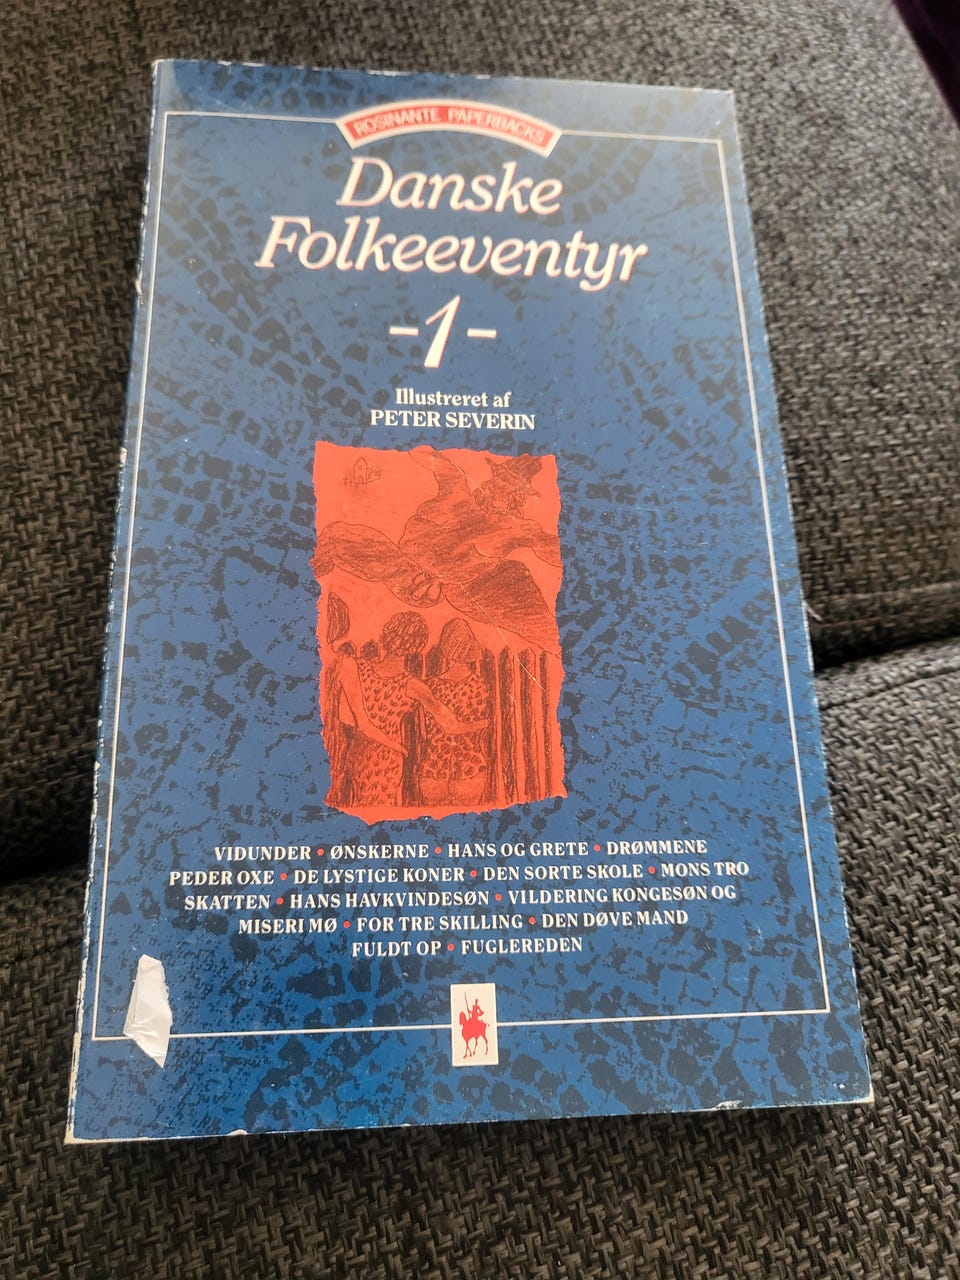 ROSINANTE PAPERBACKS
Danske
Folkeeventyr
-1-
Illustreret af
PETER SEVERIN
VIDUNDER • ØNSKERNE • HANS OG GRETE • DRØMMENE
PEDER OXE • DE LYSTIGE KONER • DEN SORTE SKOLE • MONS TRO
SKATTEN • HANS HAVKVINDESØN • VILDERING KONGESØN OG
MISERI MØ • FOR TRE SKILLING • DEN DØVE MAND
FULDT OP • FUGLEREDEN